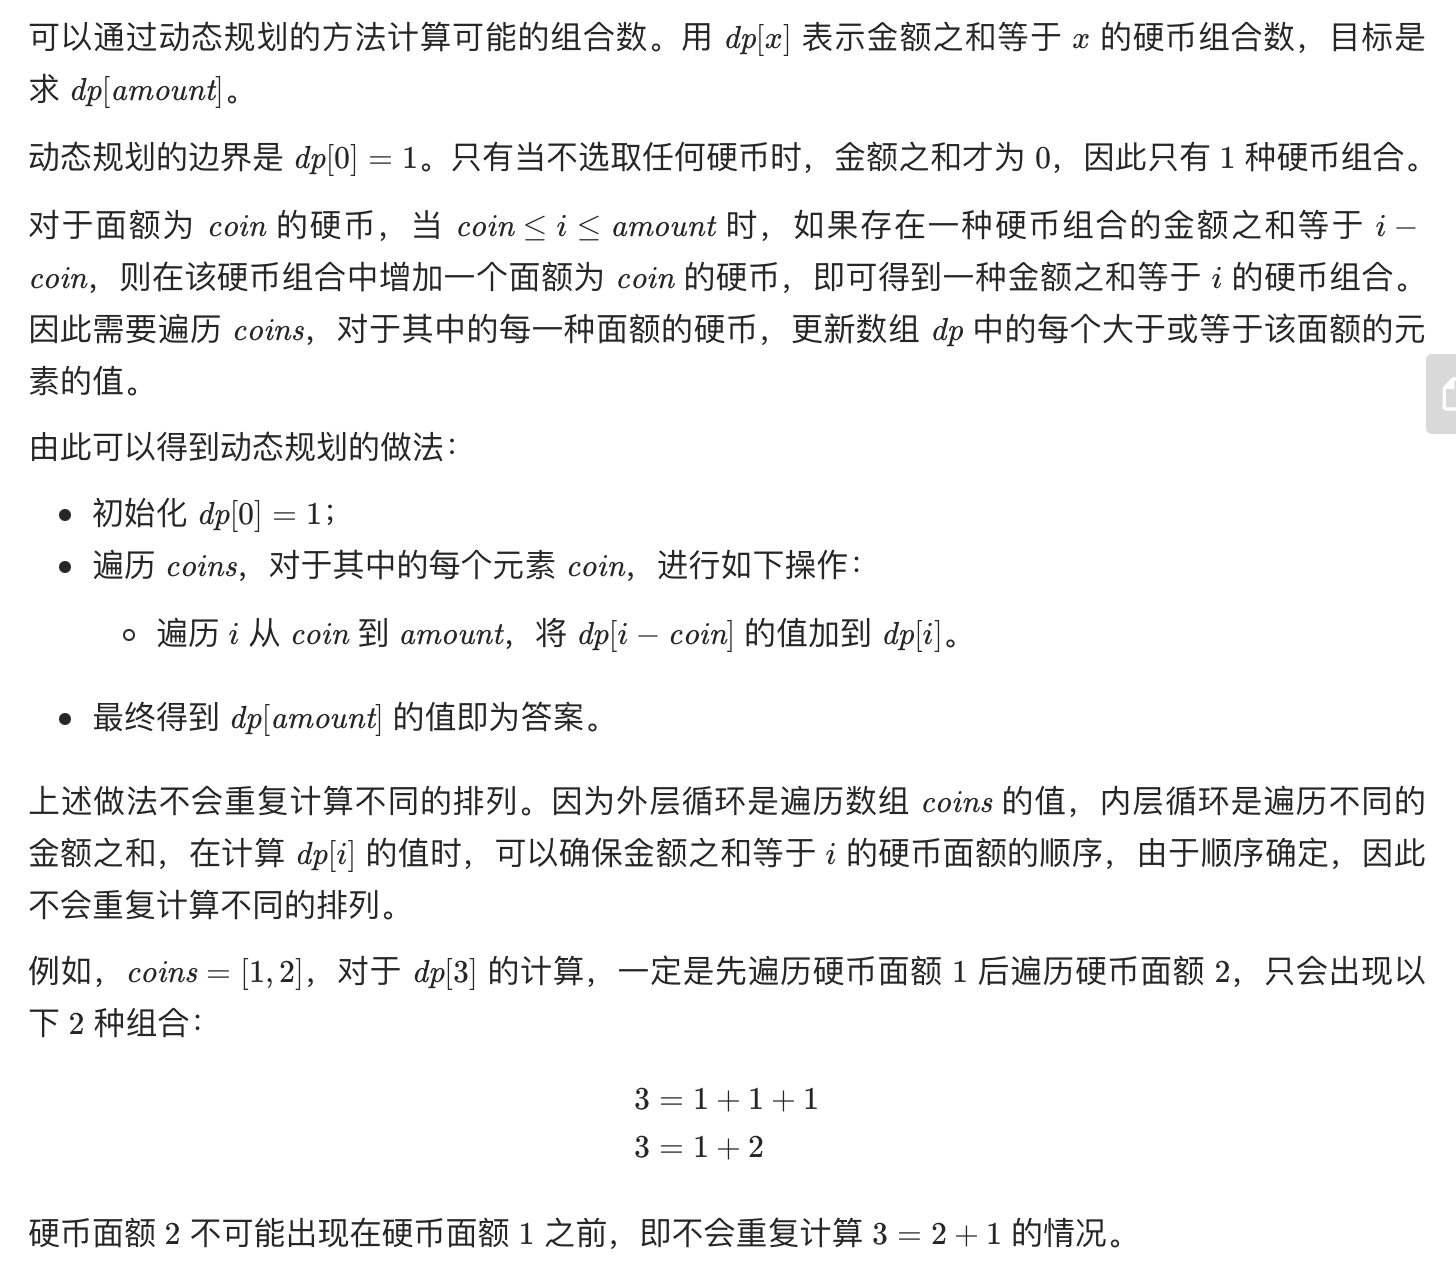 可以通过动态规划的方法计算可能的组合数。用 dp[x] 表示金额之和等于 x 的硬币组合数，目标是
求 dp[amount]。
动态规划的边界是 dp[0] = 1。只有当不选取任何硬币时，金额之和才为 0，因此只有 1 种硬币组合。
对于面额为 coin 的硬币，当 coin ≤ i ≤ amount 时，如果存在一种硬币组合的金额之和等于 i −
coin，则在该硬币组合中增加一个面额为 coin 的硬币，即可得到一种金额之和等于 i 的硬币组合。
因此需要遍历 coins，对于其中的每一种面额的硬币，更新数组 dp 中的每个大于或等于该面额的元
素的值。
由此可以得到动态规划的做法：
• 初始化 dp[0] = 1；
• 遍历 coins，对于其中的每个元素 coin，进行如下操作：
◦ 遍历 i 从 coin 到 amount，将 dp[i − coin] 的值加到 dp[i]。
• 最终得到 dp[amount] 的值即为答案。
上述做法不会重复计算不同的排列。因为外层循环是遍历数组 coins 的值，内层循环是遍历不同的
金额之和，在计算 dp[i] 的值时，可以确保金额之和等于 i 的硬币面额的顺序，由于顺序确定，因此
不会重复计算不同的排列。
例如，coins = [1, 2]，对于 dp[3] 的计算，一定是先遍历硬币面额 1 后遍历硬币面额 2，只会出现以
下 2 种组合：
3 = 1 + 1 + 1
3 = 1 + 2
硬币面额 2 不可能出现在硬币面额 1 之前，即不会重复计算 3 = 2 + 1 的情况。